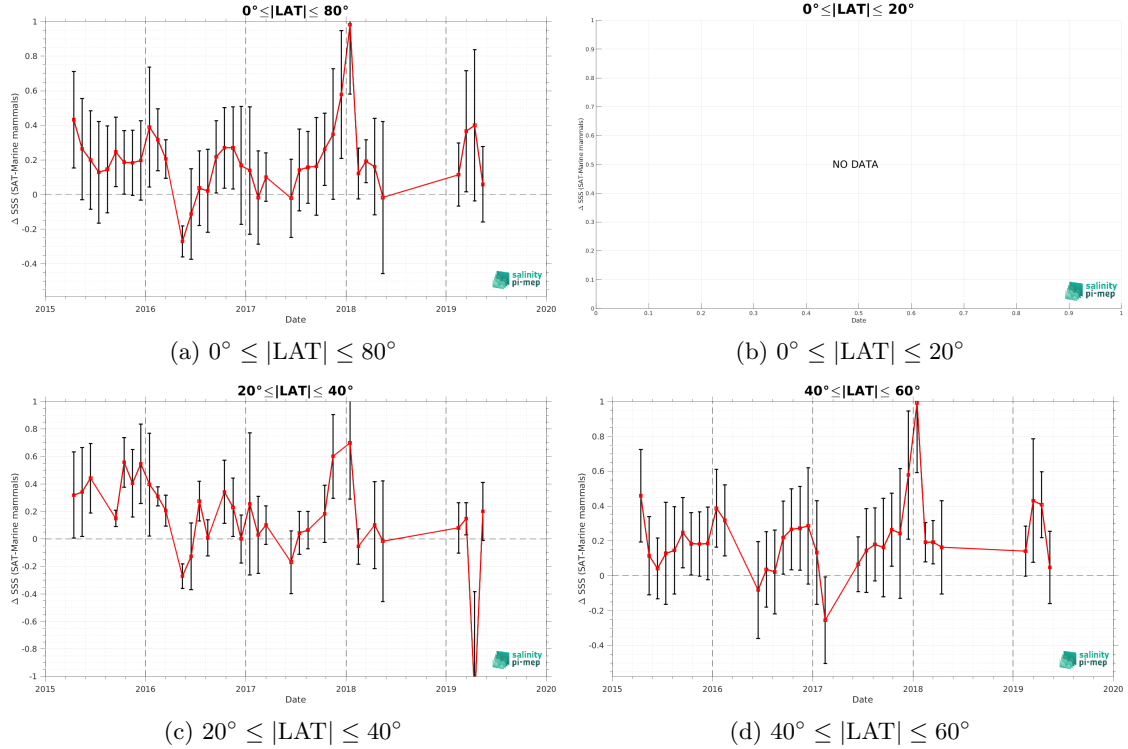 0°≤|LAT|≤ 80°
Δ SSS (SAT-Marine mammals)
1
0.8
0.6
0.4
0.2
0
-0.2
-0.4
2015 2016 2017 2018 2019 2020
Date
salinity
pi-mep
(a) 0° ≤ |LAT| ≤ 80°
0°≤|LAT|≤ 20°
Δ SSS (SAT-Marine mammals)
1
0.9
0.8
0.7
0.6
0.5
0.4
0.3
0.2
0.1
0
NO DATA
0 0.1 0.2 0.3 0.4 0.5 0.6 0.7 0.8 0.9 1
Date
salinity
pi-mep
(b) 0° ≤ |LAT| ≤ 20°
20°≤|LAT|≤ 40°
Δ SSS (SAT-Marine mammals)
1
0.8
0.6
0.4
0.2
0
-0.2
-0.4
-0.6
-0.8
-1
2015 2016 2017 2018 2019 2020
Date
salinity
pi-mep
(c) 20° ≤ |LAT| ≤ 40°
40°≤|LAT|≤ 60°
Δ SSS (SAT-Marine mammals)
1
0.8
0.6
0.4
0.2
0
-0.2
-0.4
2015 2016 2017 2018 2019 2020
Date
salinity
pi-mep
(d) 40° ≤ |LAT| ≤ 60°